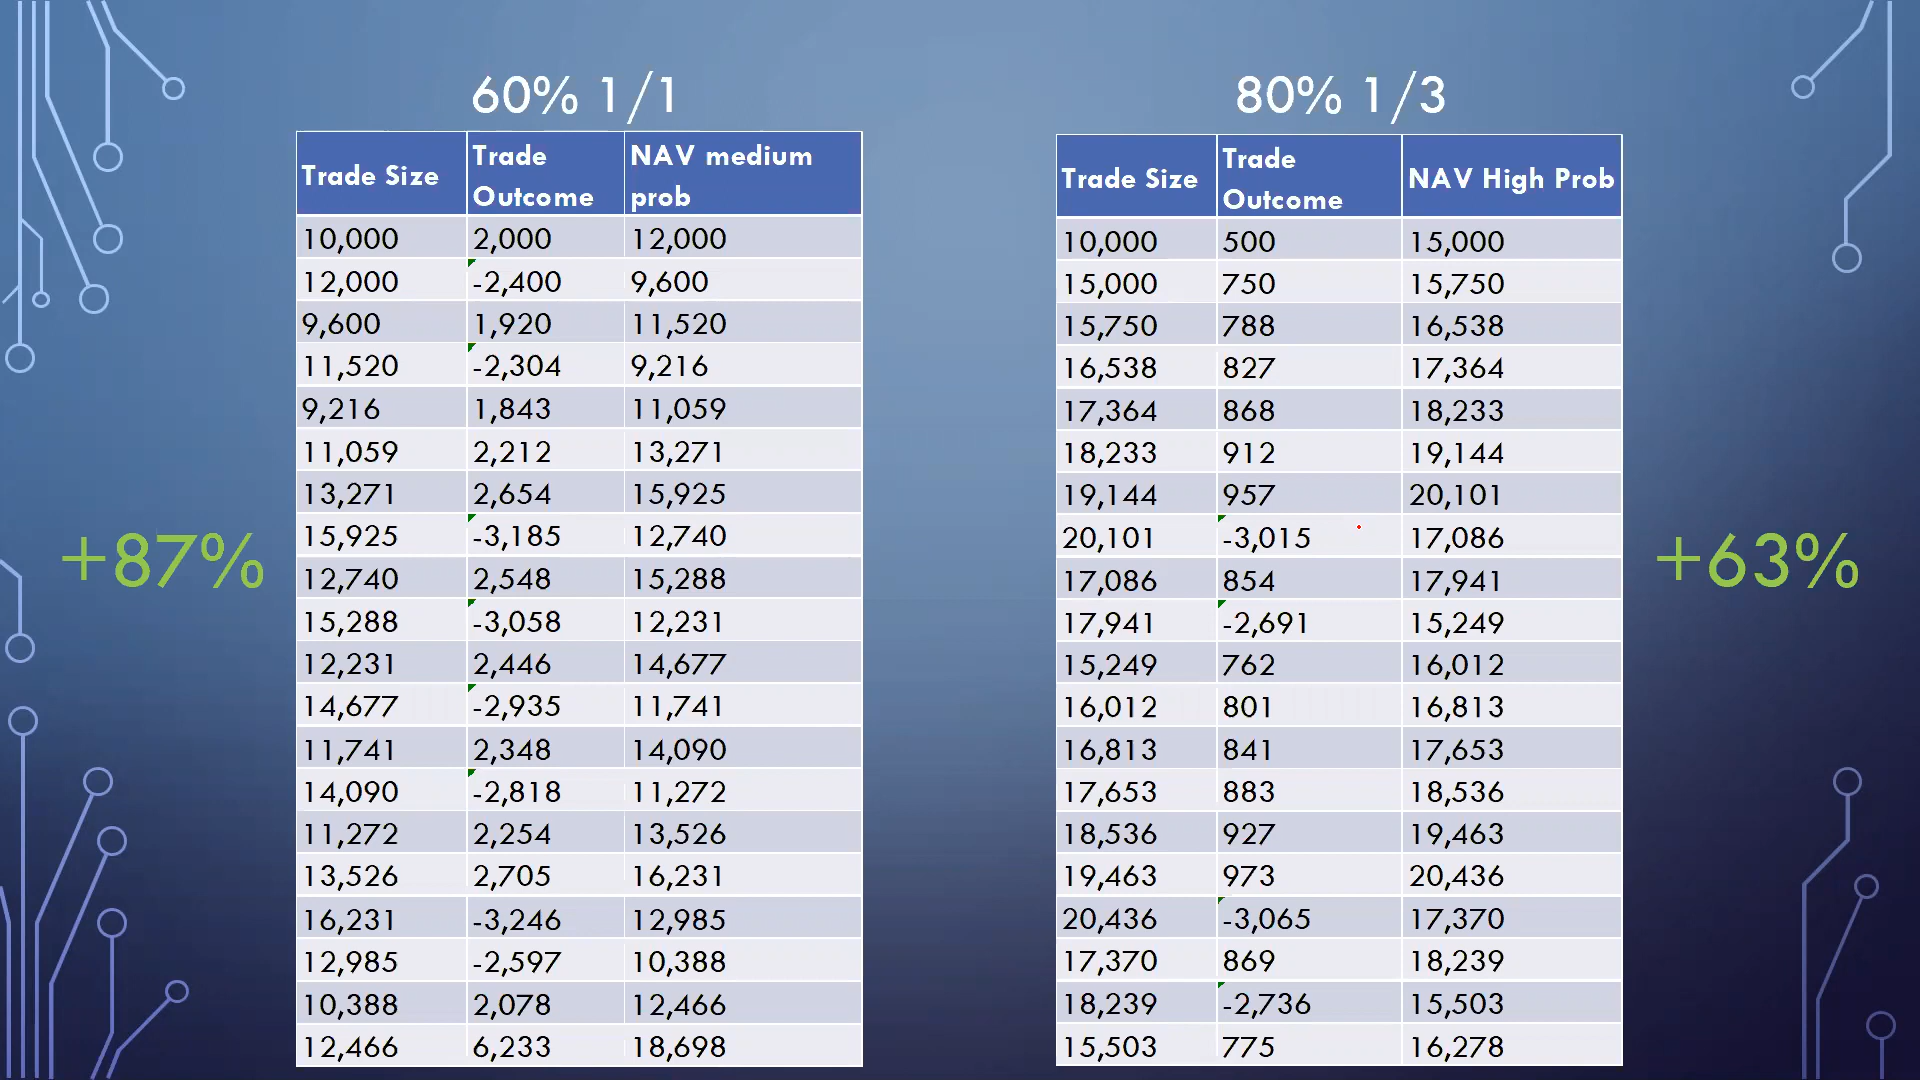 60% 1/1
Trade Size Trade Outcome NAV medium prob
10,000 2,000 12,000
12,000 -2,400 9,600
9,600 1,920 11,520
11,520 -2,304 9,216
9,216 1,843 11,059
11,059 2,212 13,271
13,271 2,654 15,925
15,925 -3,185 12,740
12,740 2,548 15,288
15,288 -3,058 12,231
12,231 2,446 14,677
14,677 -2,935 11,741
11,741 2,348 14,090
14,090 -2,818 11,272
11,272 2,254 13,526
13,526 2,705 16,231
16,231 -3,246 12,985
12,985 -2,597 10,388
10,388 2,078 12,466
12,466 6,233 18,698
+87%
80% 1/3
Trade Size Trade Outcome NAV High Prob
10,000 500 15,000
15,000 750 15,750
15,750 788 16,538
16,538 827 17,364
17,364 868 18,233
18,233 912 19,144
19,144 957 20,101
20,101 -3,015 17,086
17,086 854 17,941
17,941 -2,691 15,249
15,249 762 16,012
16,012 801 16,813
16,813 841 17,653
17,653 883 18,536
18,536 927 19,463
19,463 973 20,436
20,436 -3,065 17,370
17,370 869 18,239
18,239 -2,736 15,503
15,503 775 16,278
+63%